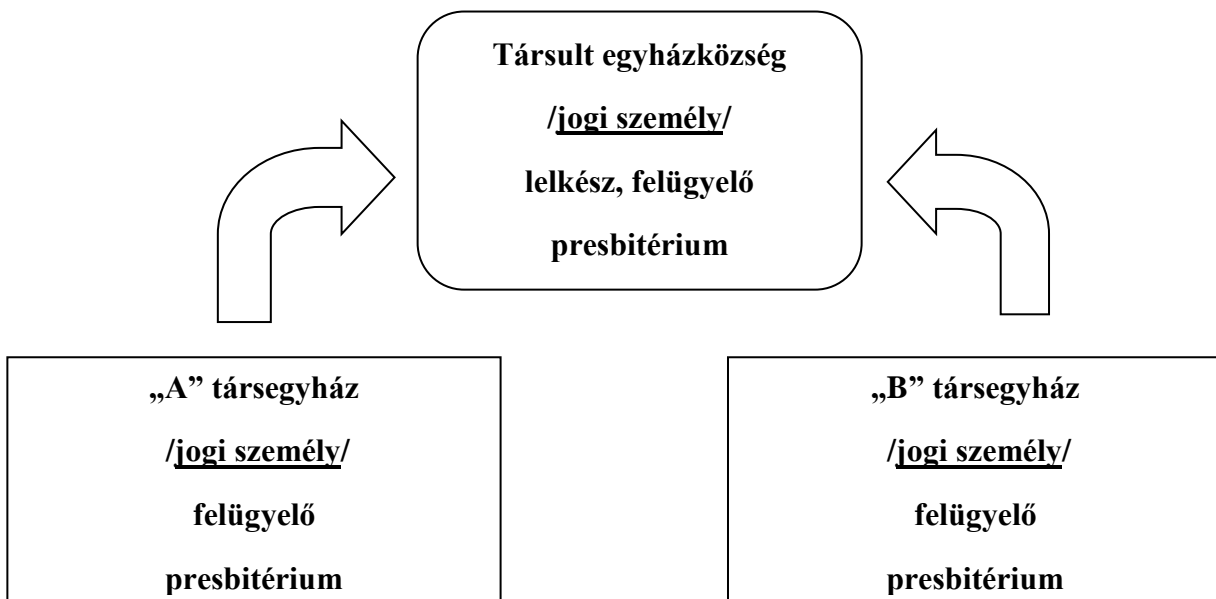 Társult egyházközség
/jogi személy/
lelkész, felügyelő
presbitérium
„A” társegyház
/jogi személy/
felügyelő
presbitérium
„B” társegyház
/jogi személy/
felügyelő
presbitérium